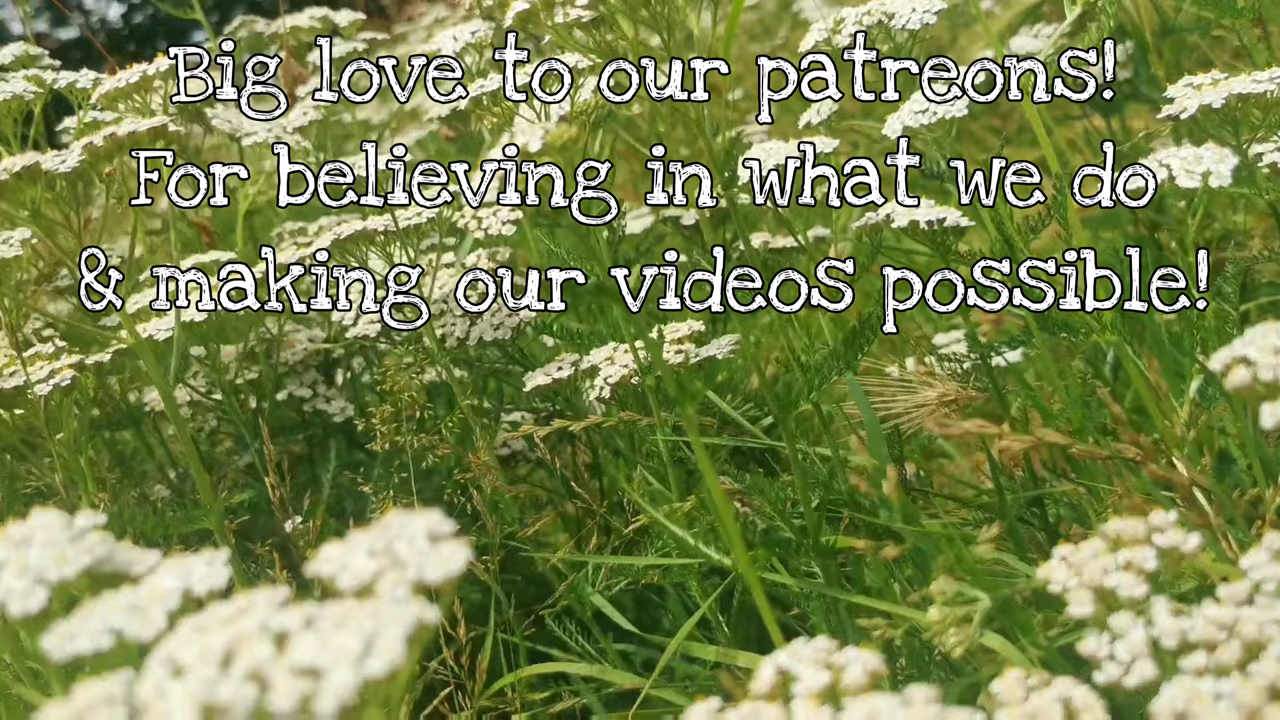 Big love to our patreons!
For believing in what we do
& making our videos possible!